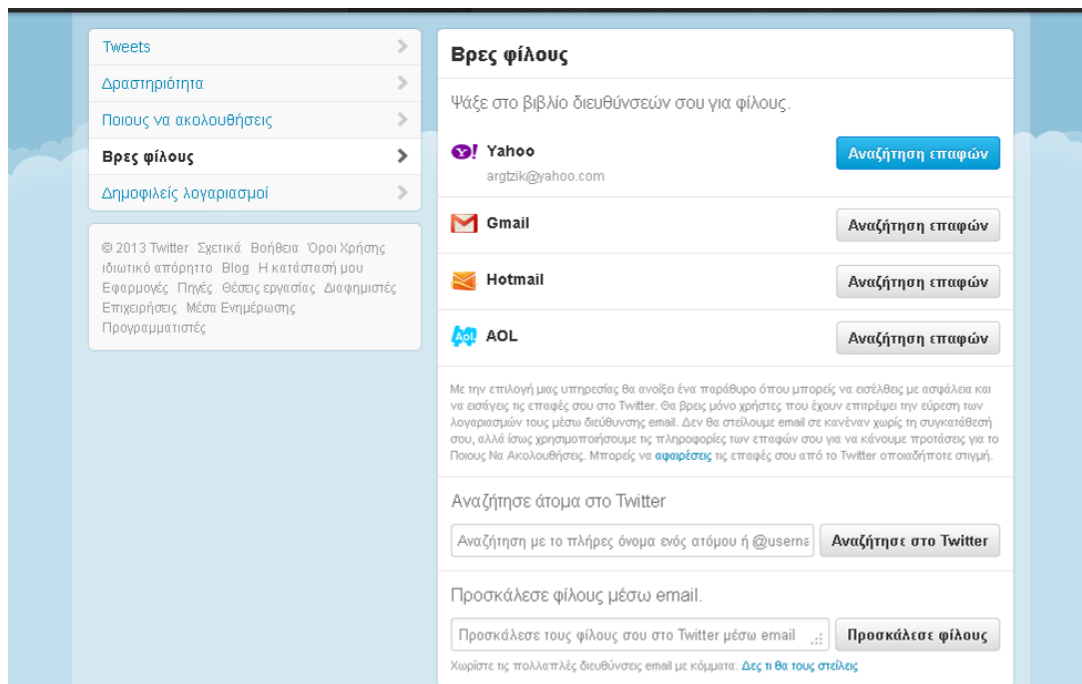 Tweets
Δραστηριότητα
Ποιους να ακολουθήσεις
Βρες φίλους
Δημοφιλείς λογαριασμοί
© 2013 Twitter Σχετικά Βοήθεια Όροι Χρήσης
ιδιωτικό απόρητο Blog Η κατάστασή μου
Εφαρμογές Πηγές Θέσεις εργασίας Διαφημιστές
Επιχειρήσεις Μέσα Ενημέρωσης
Προγραμματιστές
Βρες φίλους
Ψάξε στο βιβλίο διευθύνσεών σου για φίλους.
Yahoo
argtzik@yahoo.com
Αναζήτηση επαφών
Gmail
Αναζήτηση επαφών
Hotmail
Αναζήτηση επαφών
Aol.
AOL
Αναζήτηση επαφών
Με την επιλογή μιας υπηρεσίας θα ανοίξει ένα παράθυρο όπου μπορείς να εισέλθεις με ασφάλεια και
να εισάγεις τις επαφές σου στο Twitter. Θα βρεις μόνο χρήστες που έχουν επιτρέψει την εύρεση των
λογαριασμών τους μέσω διεύθυνσης email. Δεν θα στείλουμε email σε κανέναν χωρίς τη συγκατάθεσή
σου, αλλά ίσως χρησιμοποιήσουμε τις πληροφορίες των επαφών σου για να κάνουμε προτάσεις για το
Ποιους Να Ακολουθήσεις. Μπορείς να αφαιρέσεις τις επαφές σου από το Twitter οποιαδήποτε στιγμή.
Αναζήτησε άτομα στο Twitter
Αναζήτηση με το πλήρες όνομα ενός ατόμου ή @userna
Αναζήτησε στο Twitter
Προσκάλεσε φίλους μέσω email.
Προσκάλεσε τους φίλους σου στο Twitter μέσω email
Προσκάλεσε φίλους
Χωρίστε τις πολλαπλές διευθύνσεις email με κόμματα. Δες τι θα τους στείλεις